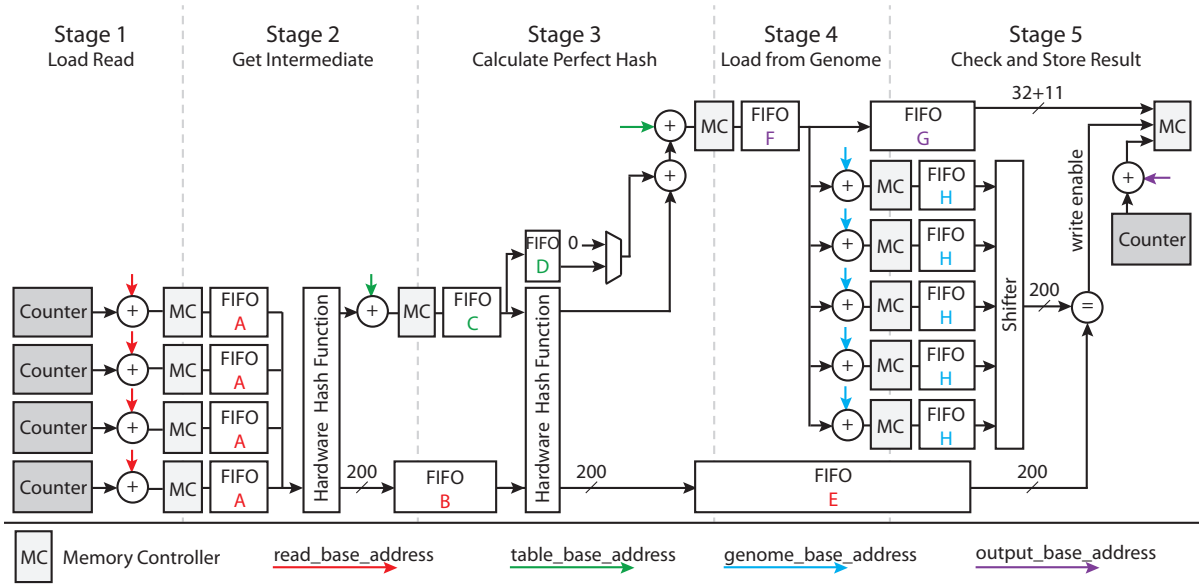 Stage 1
Load Read
Stage 2
Get Intermediate
Stage 3
Calculate Perfect Hash
Stage 4
Load from Genome
Stage 5
Check and Store Result
32+11
+
MC
FIFO
F
FIFO
G
MC
+
+
MC
FIFO
H
+
write enable
Counter
FIFO
D
0
+
MC
FIFO
H
Counter
+
MC
FIFO
A
Hardware Hash Function
+
MC
FIFO
C
Hardware Hash Function
+
MC
FIFO
H
Shifter
200
=
Counter
+
MC
FIFO
A
+
MC
FIFO
H
Counter
+
MC
FIFO
A
+
MC
FIFO
H
Counter
+
MC
FIFO
A
200
FIFO
B
200
FIFO
E
200
MC
Memory Controller
read_base_address
table_base_address
genome_base_address
output_base_address